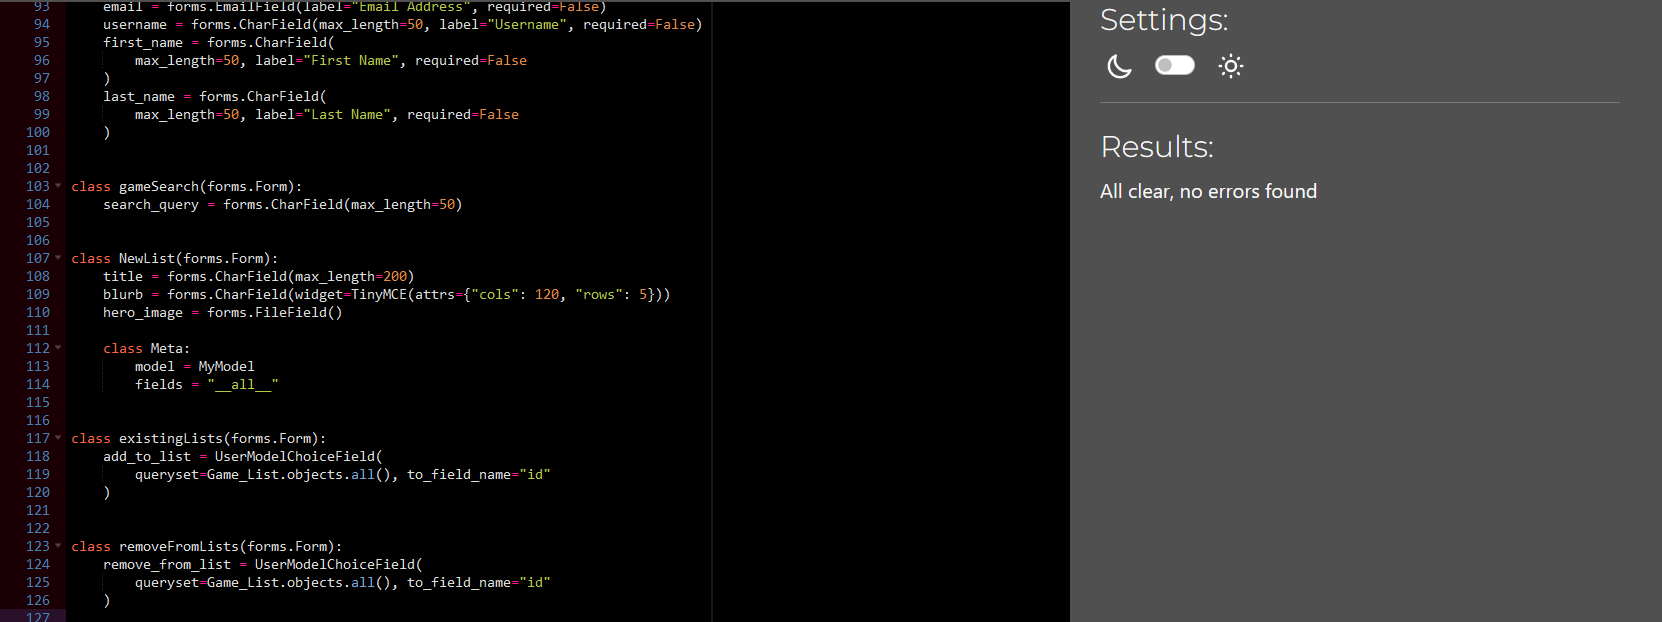 93 email = forms.EmailField(label="Email Address", required=False)
94 username = forms.CharField(max_length=50, label="Username", required=False)
95 first_name = forms.CharField(
96 max_length=50, label="First Name", required=False
97 )
98 last_name = forms.CharField(
99 max_length=50, label="Last Name", required=False
100 )
101
102
103 class gameSearch(forms.Form):
104 search_query = forms.CharField(max_length=50)
105
106
107 class NewList(forms.Form):
108 title = forms.CharField(max_length=200)
109 blurb = forms.CharField(widget=TinyMCE(attrs={"cols": 120, "rows": 5}))
110 hero_image = forms.FileField()
111
112 class Meta:
113 model = MyModel
114 fields = "__all__"
115
116
117 class existingLists(forms.Form):
118 add_to_list = UserModelChoiceField(
119 queryset=Game_List.objects.all(), to_field_name="id"
120 )
121
122
123 class removeFromLists(forms.Form):
124 remove_from_list = UserModelChoiceField(
125 queryset=Game_List.objects.all(), to_field_name="id"
126 )
127
Settings:
Results:
All clear, no errors found